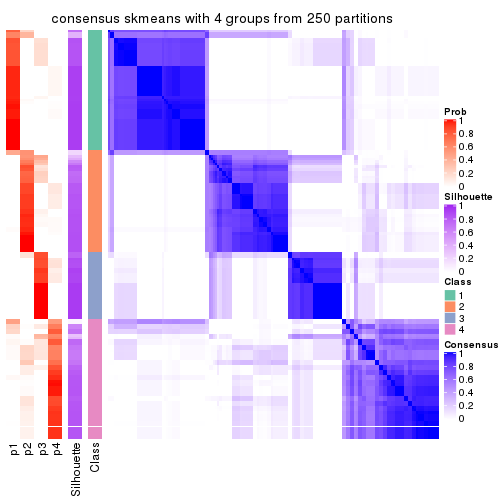 consensus skmeans with 4 groups from 250 partitions
Prob
1
0.8
0.6
0.4
0.2
0
Silhouette
1
0.8
0.6
0.4
0.2
0
Class
1
2
3
4
Consensus
1
0.8
0.6
0.4
0.2
0
p1
p2
p3
p4
Silhouette
Class